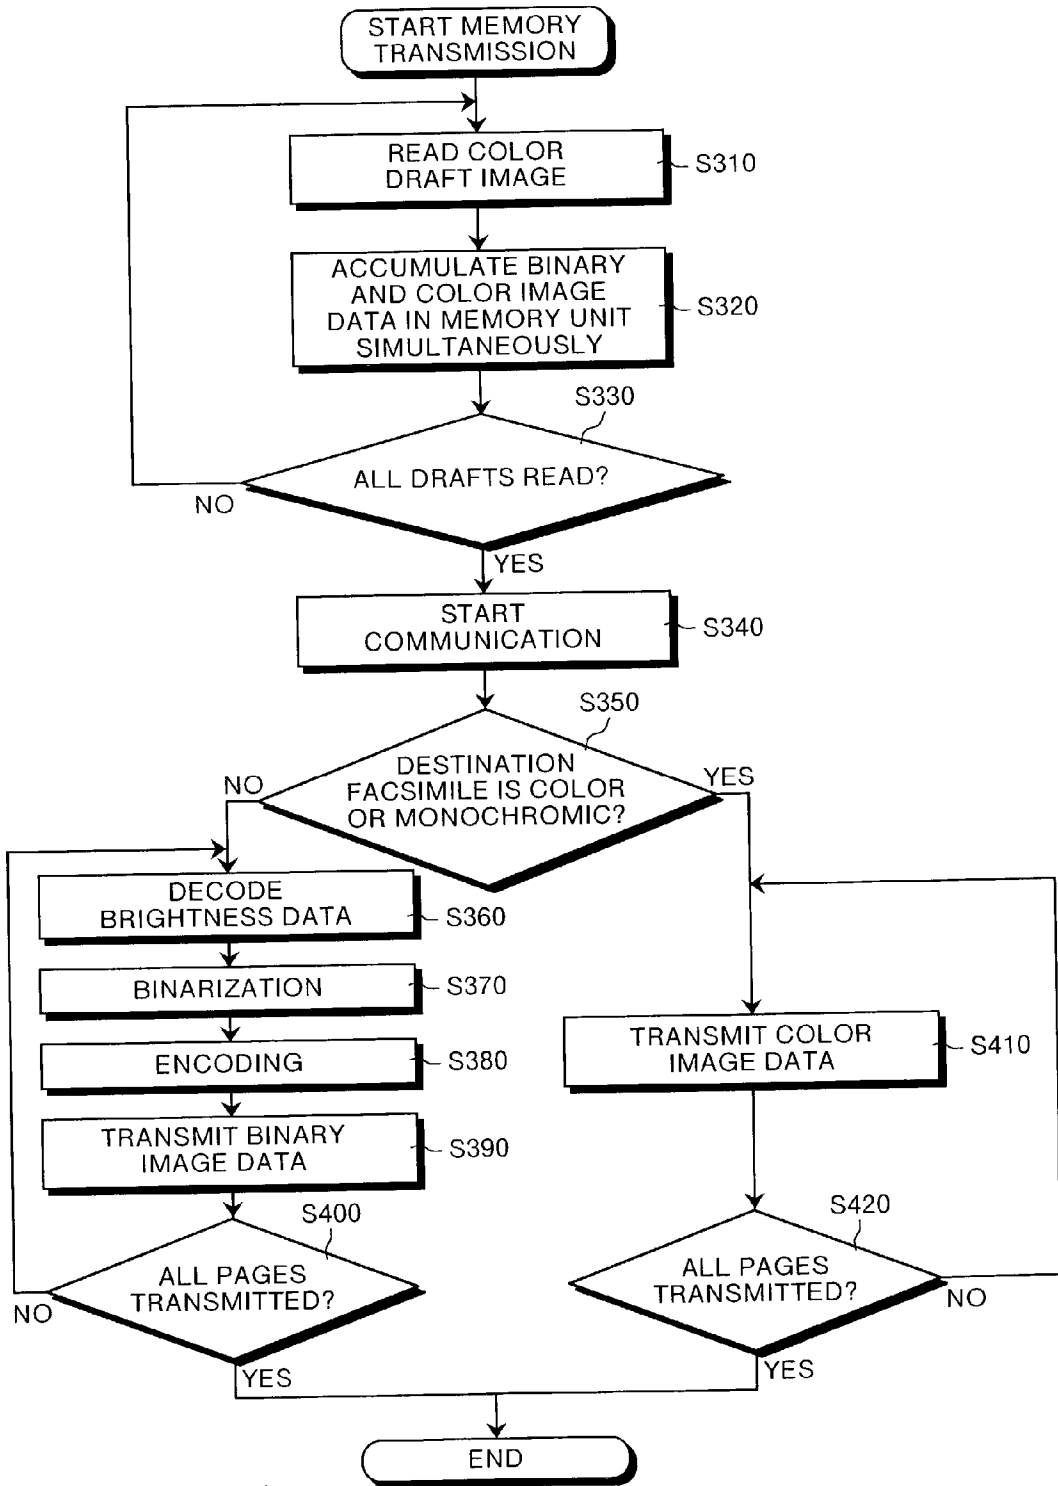 START MEMORY
TRANSMISSION
READ COLOR
DRAFT IMAGE
S310
ACCUMULATE BINARY
AND COLOR IMAGE
DATA IN MEMORY UNIT
SIMULTANEOUSLY
S320
S330
ALL DRAFTS READ?
NO
YES
START
COMMUNICATION
S340
S350
DESTINATION
FACSIMILE IS COLOR
OR MONOCHROMIC?
NO
YES
DECODE
BRIGHTNESS DATA
S360
BINARIZATION
S370
ENCODING
S380
TRANSMIT BINARY
IMAGE DATA
S390
S400
ALL PAGES
TRANSMITTED?
NO
YES
TRANSMIT COLOR
IMAGE DATA
S410
S420
ALL PAGES
TRANSMITTED?
NO
YES
END